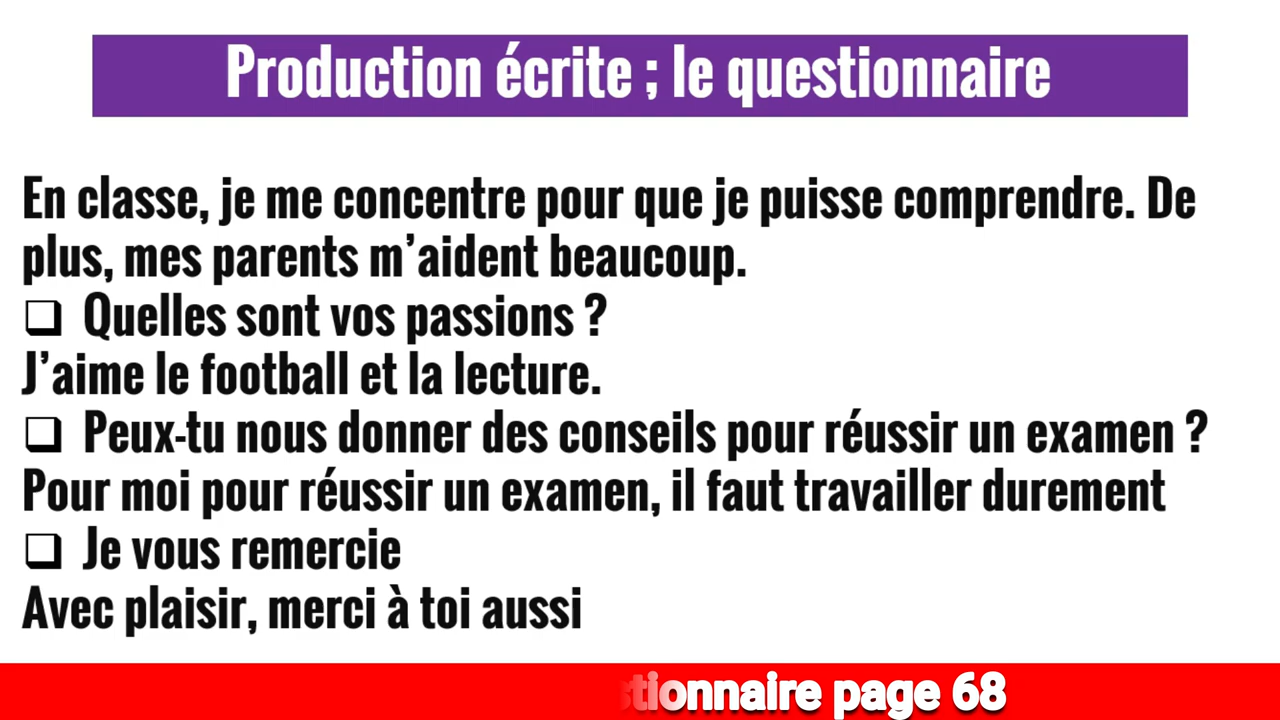 Production écrite ; le questionnaire
En classe, je me concentre pour que je puisse comprendre. De
plus, mes parents m’aident beaucoup.
❑ Quelles sont vos passions ?
J’aime le football et la lecture.
❑ Peux-tu nous donner des conseils pour réussir un examen ?
Pour moi pour réussir un examen, il faut travailler durement
❑ Je vous remercie
Avec plaisir, merci à toi aussi
page 68